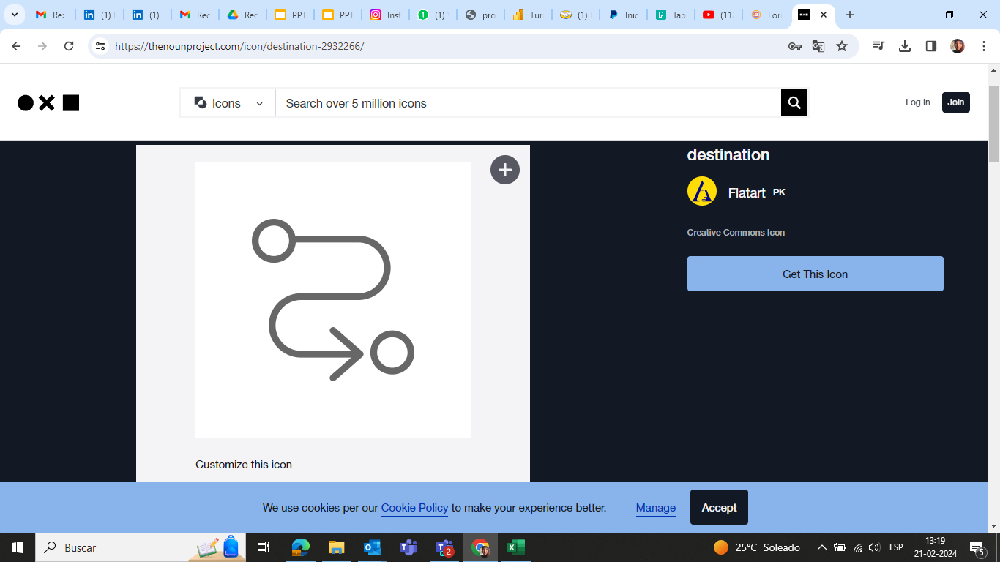 Re:
(1)
(1)
Rec
Rec
PPT
PPT
Inst
(1)
pro
Tur
(1)
Inic
Tab
For
https://thenounproject.com/icon/destination-2932266/
Icons
Search over 5 million icons
Log In
Join
destination
Flatart PK
Creative Commons Icon
Get This Icon
Customize this icon
We use cookies per our Cookie Policy to make your experience better.
Manage
Accept
Buscar
2
25°C Soleado
ESP
13:19
21-02-2024
5